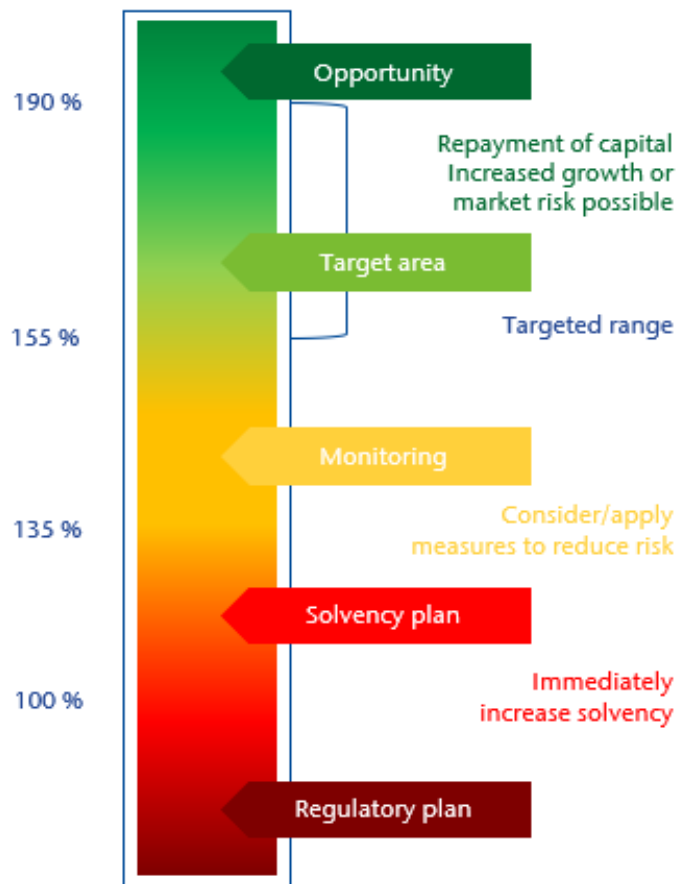 Opportunity
190 %
Repayment of capital
Increased growth or
market risk possible
Target area
Targeted range
155 %
Monitoring
Consider/apply
135 %
measures to reduce risk
Solvency plan
Immediately
100 %
increase solvency
Regulatory plan